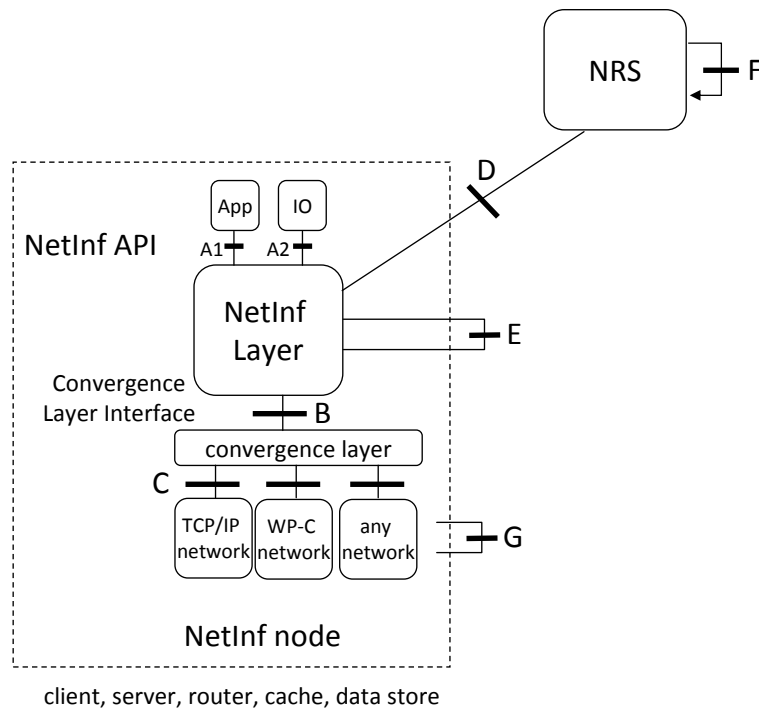 NRS
F
D
App
IO
NetInf API
A1
A2
NetInf
Layer
E
Convergence
Layer Interface
B
convergence layer
C
TCP/IP
network
WP-C
network
any
network
G
NetInf node
client, server, router, cache, data store